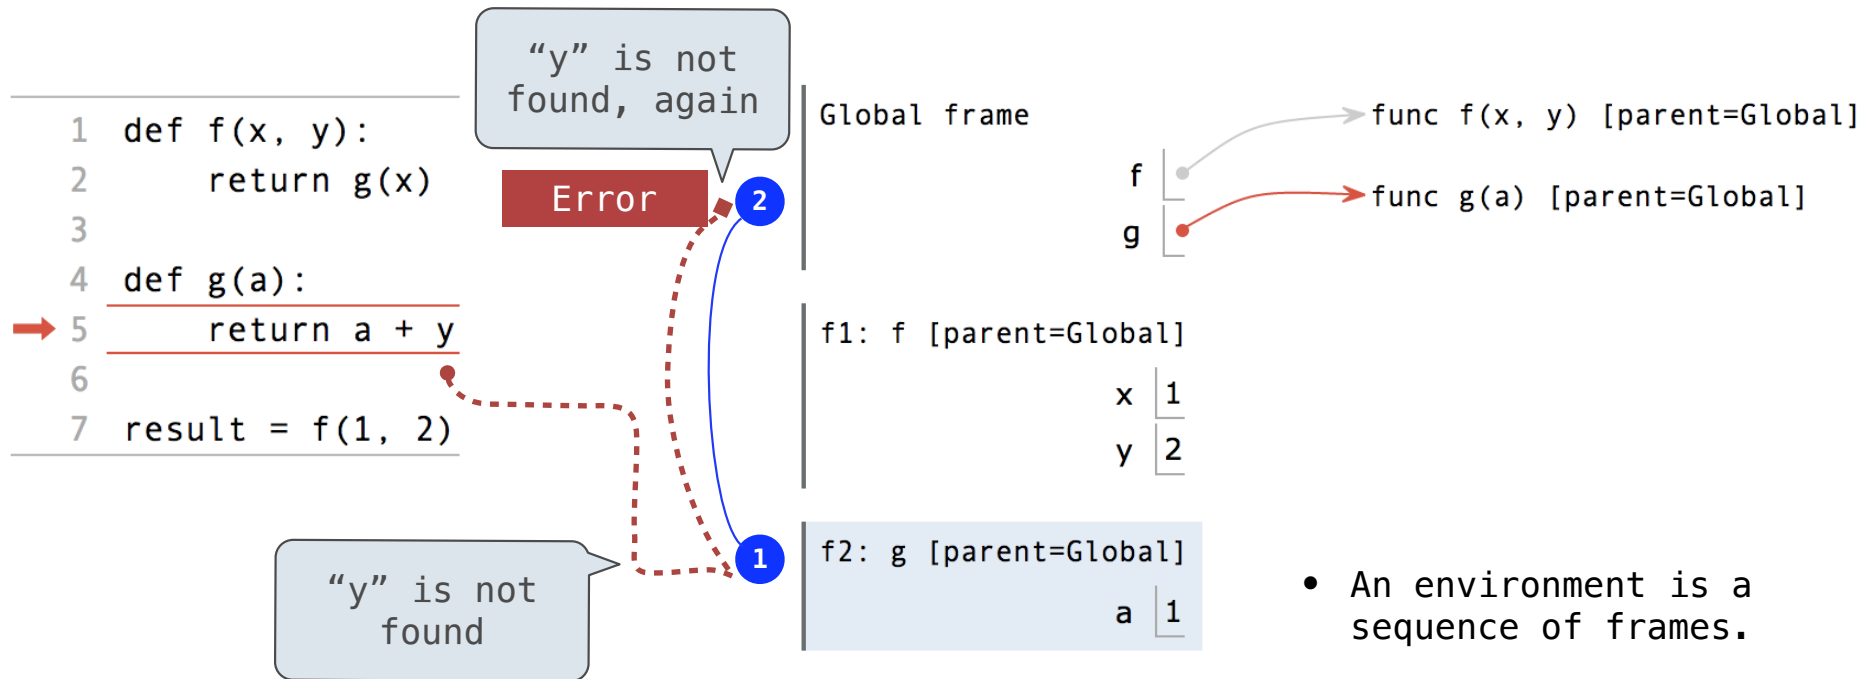 “y” is not
found, again
1 def f(x, y):
2 return g(x)
3
4 def g(a):
5 return a + y
6
7 result = f(1, 2)
Error
2
“y” is not
found
1
Global frame
f
g
func f(x, y) [parent=Global]
func g(a) [parent=Global]
f1: f [parent=Global]
x 1
y 2
f2: g [parent=Global]
a 1
• An environment is a
sequence of frames.